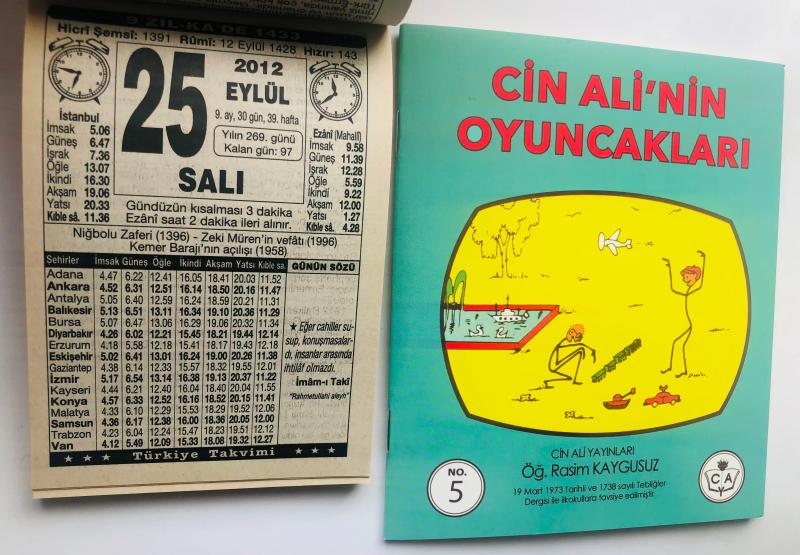 9 ZİL-KA'DE 1433
Hicrî Şemsî: 1391 Rûmî: 12 Eylül 1428 Hızır: 143
25
2012
EYLÜL
9. ay, 30 gün, 39. hafta
Yılın 269. günü
Kalan gün: 97
SALI
İstanbul
İmsak 5.06
Güneş 6.47
İşrak 7.36
Öğle 13.07
İkindi 16.30
Akşam 19.06
Yatsı 20.33
Kıble sâ. 11.36
Ezânî (Mahallî)
İmsak 9.58
Güneş 11.39
İşrak 12.28
Öğle 5.59
İkindi 9.22
Akşam 12.00
Yatsı 1.27
Kıble sâ. 4.28
Gündüzün kısalması 3 dakika
Ezânî saat 2 dakika ileri alınır.
Niğbolu Zaferi (1396) - Zeki Müren'in vefâtı (1996)
Kemer Barajı'nın açılışı (1958)
Şehirler İmsak Güneş Öğle İkindi Akşam Yatsı Kıble sa.
Adana 4.47 6.22 12.41 16.05 18.41 20.03 11.52
Ankara 4.52 6.31 12.51 16.14 18.50 20.16 11.47
Antalya 5.05 6.40 12.59 16.24 18.59 20.21 11.31
Balıkesir 5.13 6.51 13.11 16.34 19.10 20.36 11.29
Bursa 5.07 6.47 13.06 16.29 19.06 20.32 11.34
Diyarbakır 4.26 6.02 12.21 15.45 18.21 19.44 12.14
Erzurum 4.18 5.58 12.18 15.41 18.17 19.43 12.18
Eskişehir 5.02 6.41 13.01 16.24 19.00 20.26 11.38
Gaziantep 4.38 6.14 12.33 15.57 18.32 19.55 12.01
İzmir 5.17 6.54 13.14 16.38 19.13 20.37 11.22
Kayseri 4.44 6.21 12.40 16.04 18.40 20.04 11.55
Konya 4.57 6.33 12.52 16.16 18.52 20.15 11.41
Malatya 4.33 6.10 12.29 15.53 18.29 19.52 12.06
Samsun 4.36 6.17 12.38 16.00 18.36 20.05 12.00
Trabzon 4.23 6.04 12.24 15.47 18.23 19.51 12.12
Van 4.12 5.49 12.09 15.33 18.08 19.32 12.27
GÜNÜN SÖZÜ
★ Eğer cahiller su-
sup, konuşmasalar-
dı, insanlar arasında
ihtilâf olmazdı.
İmâm-ı Takî
"Rahmetullahi aleyh"
★ ★ ★ Türkiye Takvimi ★ ★ ★
CİN ALİ'NİN
OYUNCAKLARI
CİN ALİ YAYINLARI
Öğ. Rasim KAYGUSUZ
19 Mart 1973 Tarihli ve 1738 sayılı Tebliğler
Dergisi ile ilkokullara tavsiye edilmiştir.
NO.
5
C A